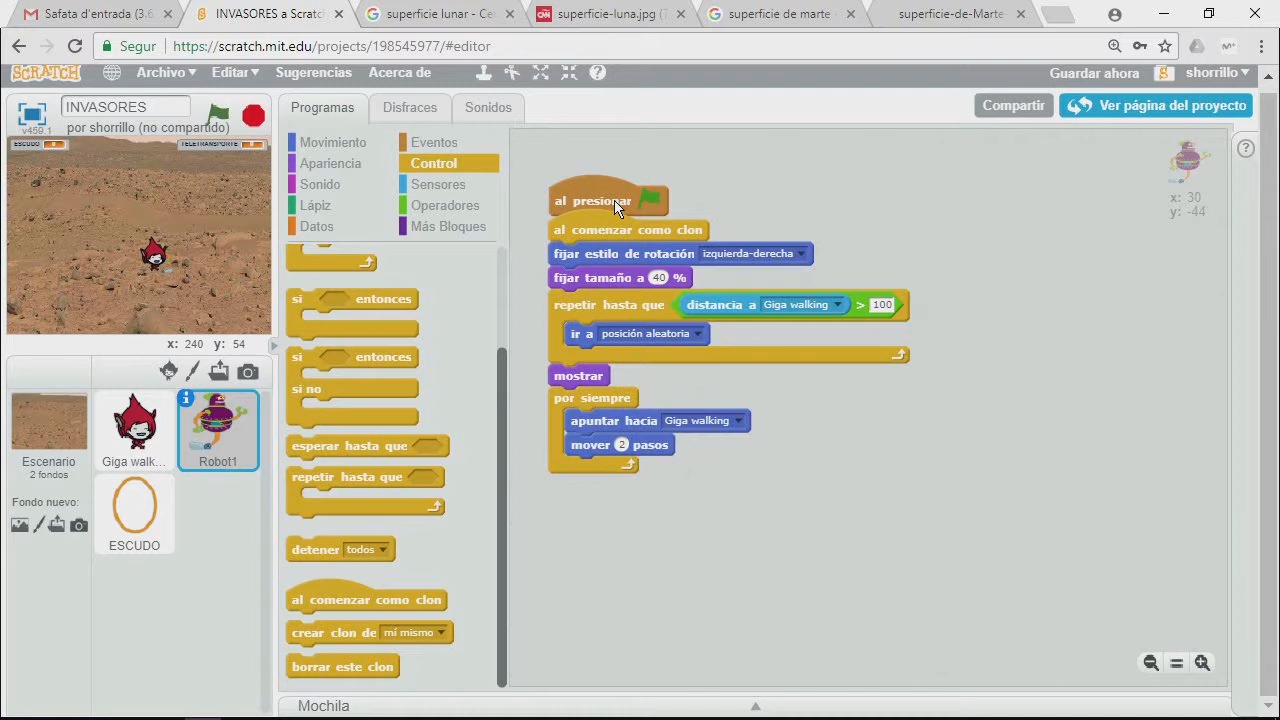 Safata d'entrada (3.6
INVASORES a Scratch
superficie lunar - Ce
superficie-luna.jpg (7
superficie de marte
superficie-de-Marte
Segur
https://scratch.mit.edu/projects/198545977/#editor
SCRATCH
Archivo
Editar
Sugerencias
Acerca de
Guardar ahora
shorrillo
INVASORES
por shorrillo (no compartido)
v459.1
Programas
Disfraces
Sonidos
Compartir
Ver página del proyecto
ESCUDO 0
TELETRANSPORTE 0
x: 240 y: 54
Escenario
2 fondos
Fondo nuevo:
Giga walk...
Robot1
ESCUDO
Movimiento
Apariencia
Sonido
Lápiz
Datos
Eventos
Control
Sensores
Operadores
Más Bloques
si entonces
si entonces
si no
esperar hasta que
repetir hasta que
detener todos
al comenzar como clon
crear clon de mí mismo
borrar este clon
al presionar
al comenzar como clon
fijar estilo de rotación izquierda-derecha
fijar tamaño a 40 %
repetir hasta que distancia a Giga walking > 100
ir a posición aleatoria
mostrar
por siempre
apuntar hacia Giga walking
mover 2 pasos
x: 30
y: -44
Mochila